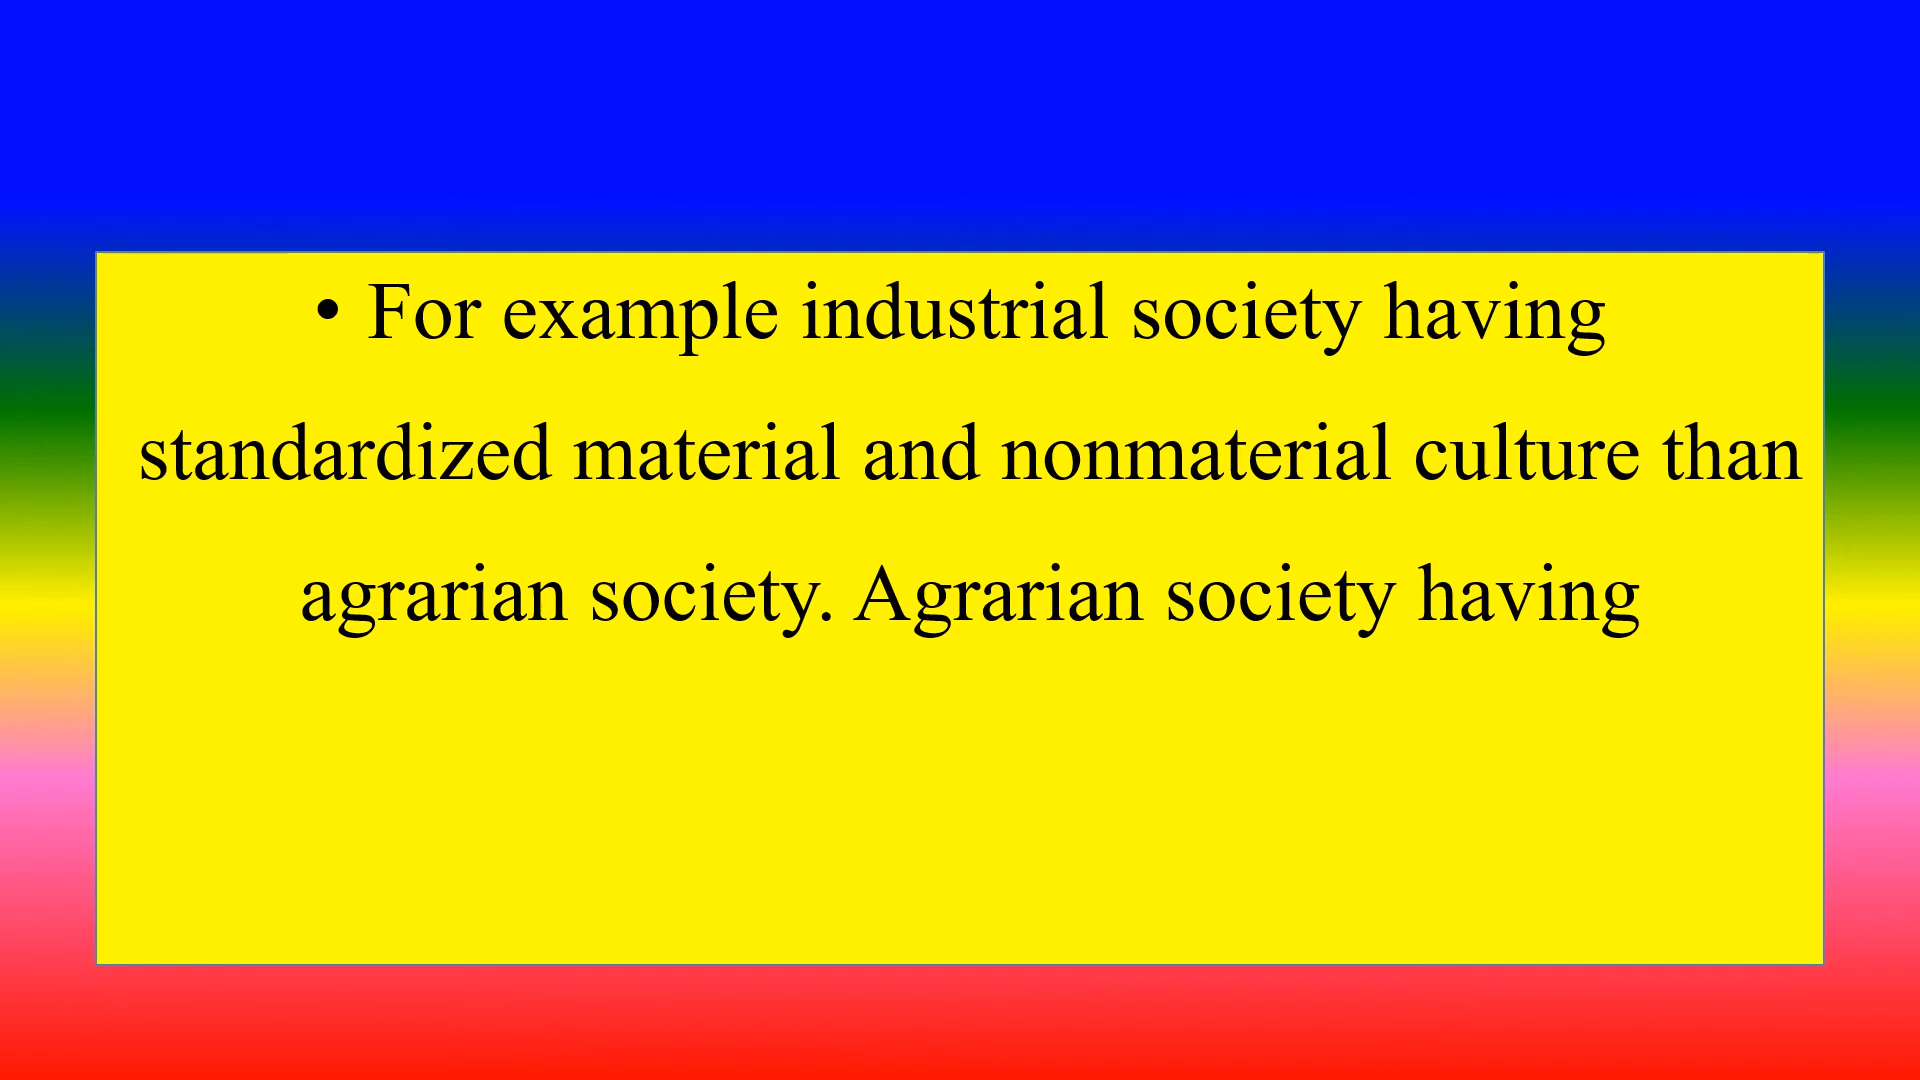 • For example industrial society having
standardized material and nonmaterial culture than
agrarian society. Agrarian society having